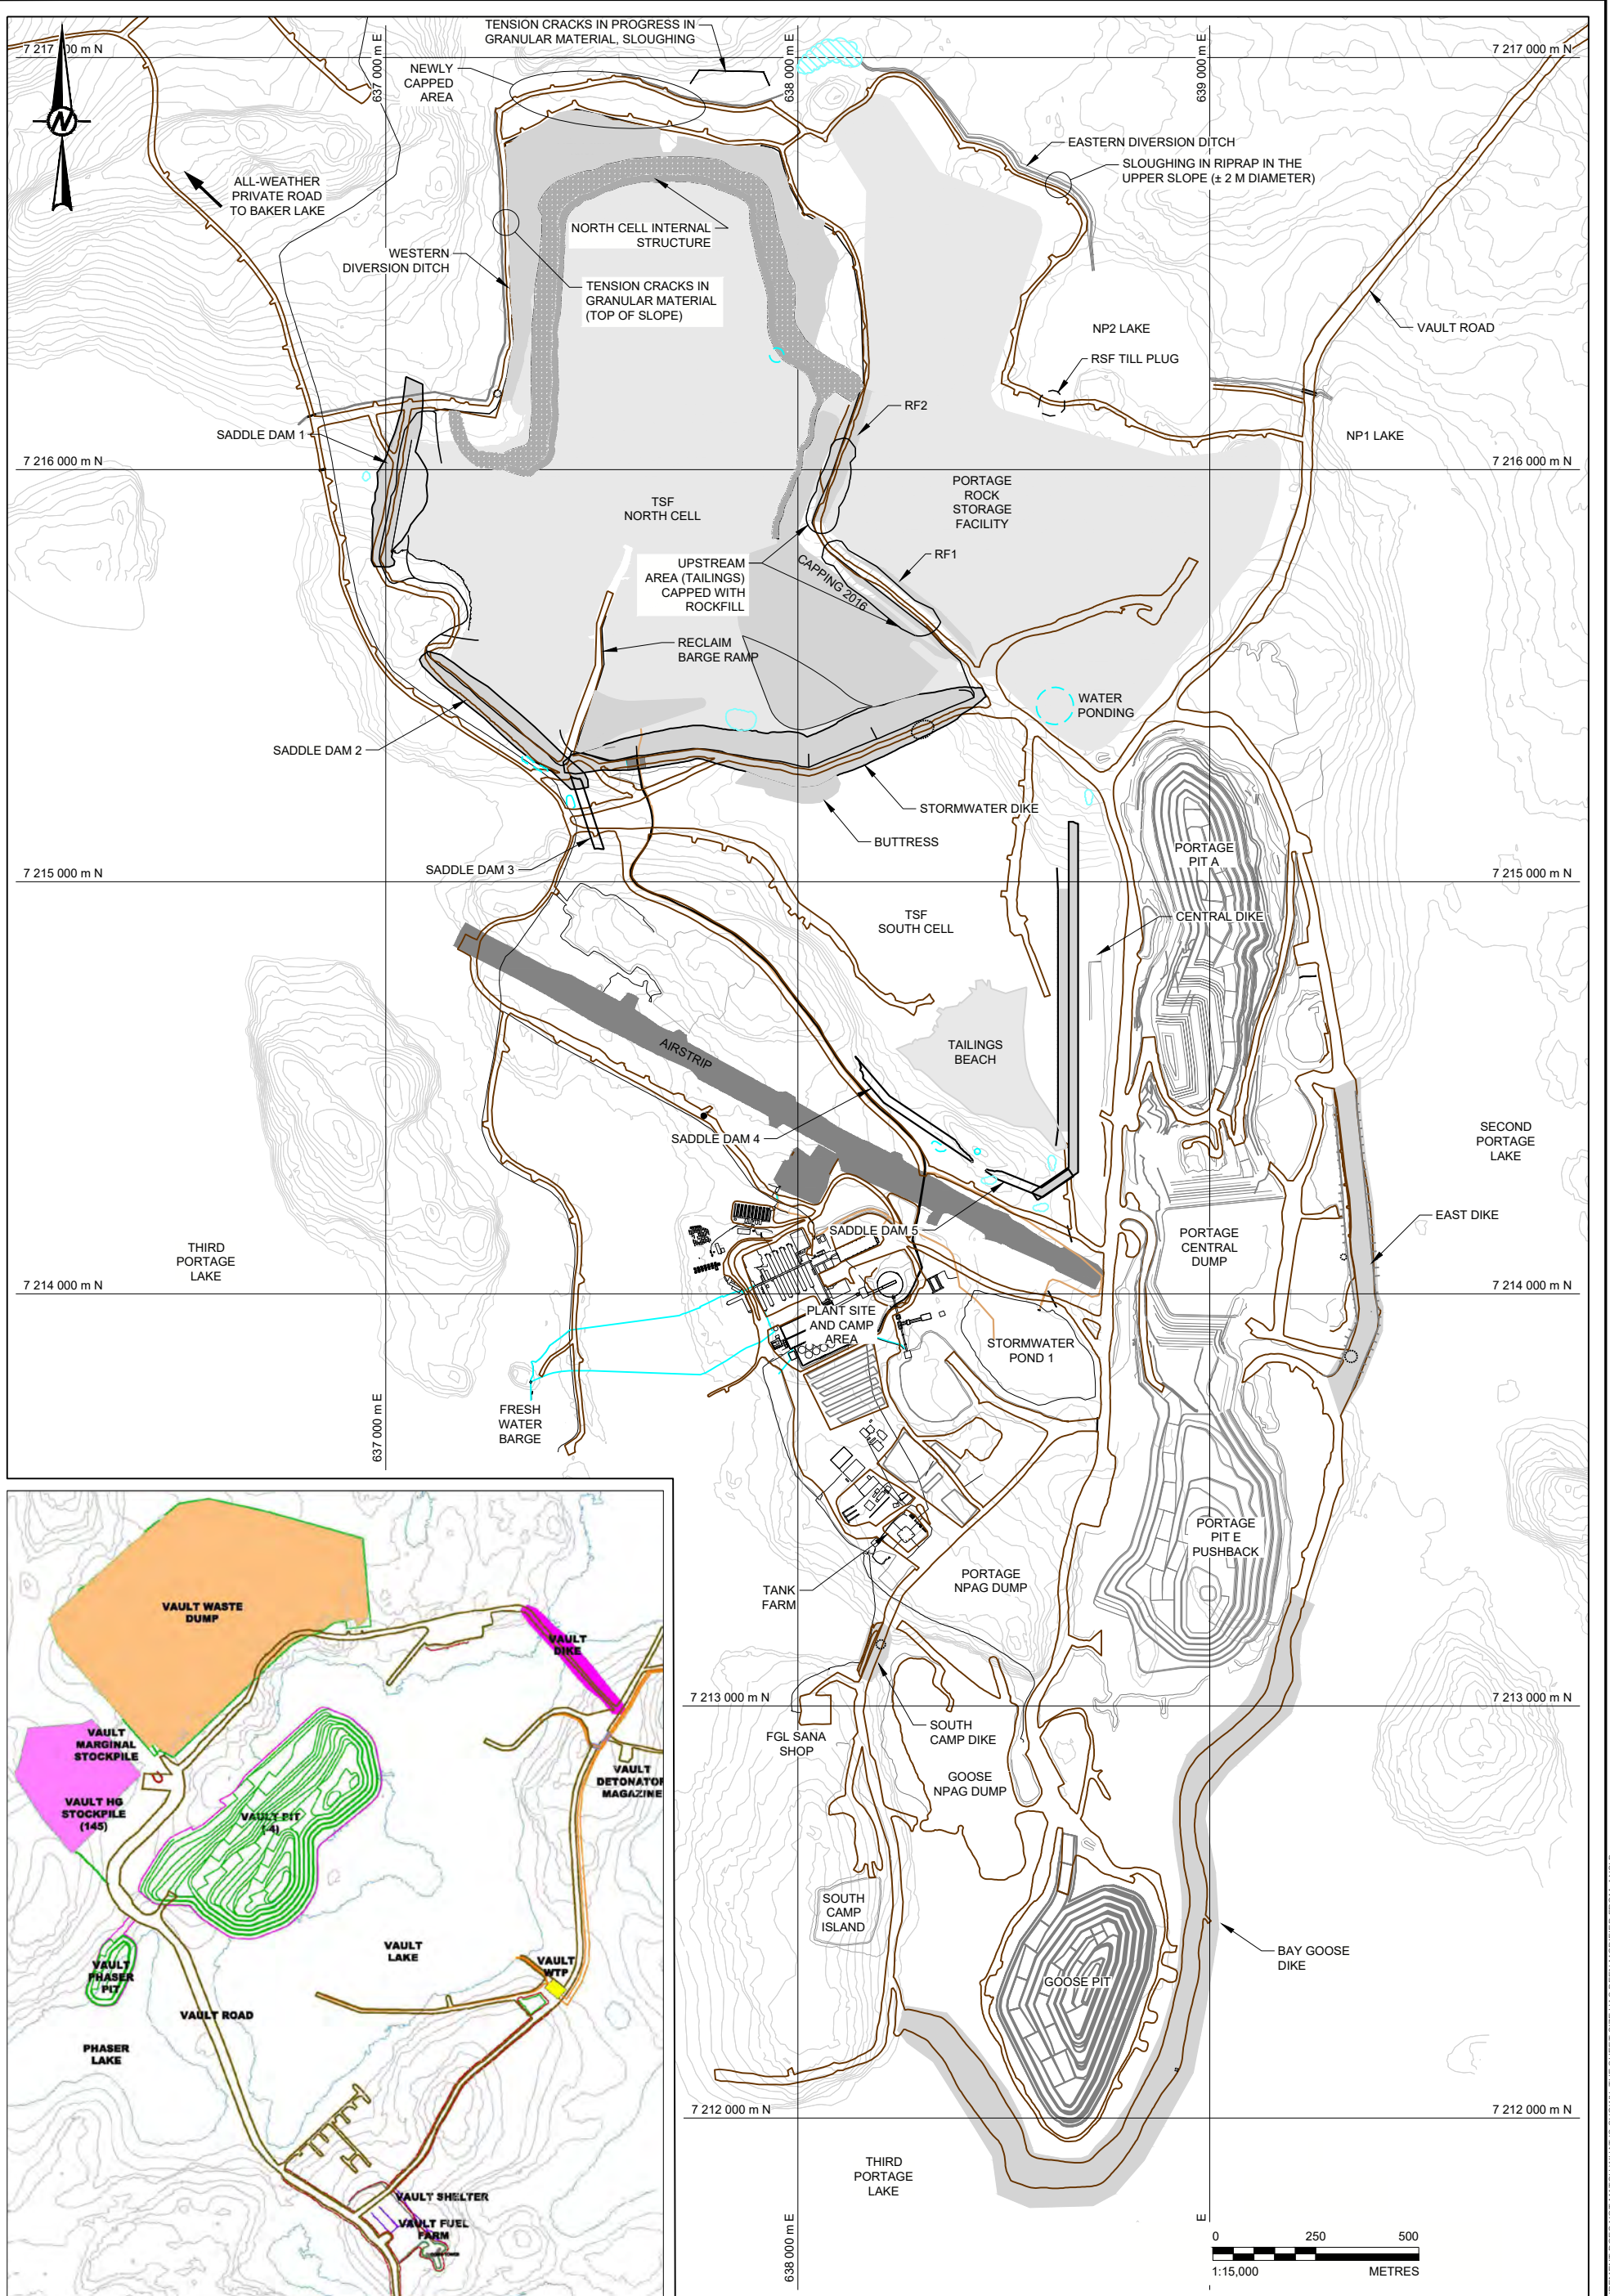 TENSION CRACKS IN PROGRESS IN
GRANULAR MATERIAL, SLOUGHING
7 217 000 m N
637 000 m E
638 000 m E
639 000 m E
7 217 000 m N
NEWLY
CAPPED
AREA
N
EASTERN DIVERSION DITCH
SLOUGHING IN RIPRAP IN THE
UPPER SLOPE (± 2 M DIAMETER)
ALL-WEATHER
PRIVATE ROAD
TO BAKER LAKE
NORTH CELL INTERNAL
STRUCTURE
WESTERN
DIVERSION DITCH
TENSION CRACKS IN
GRANULAR MATERIAL
(TOP OF SLOPE)
NP2 LAKE
VAULT ROAD
RSF TILL PLUG
RF2
SADDLE DAM 1
NP1 LAKE
7 216 000 m N
7 216 000 m N
PORTAGE
ROCK
STORAGE
FACILITY
TSF
NORTH CELL
RF1
UPSTREAM
AREA (TAILINGS)
CAPPED WITH
ROCKFILL
CAPPING 2016
RECLAIM
BARGE RAMP
WATER
PONDING
SADDLE DAM 2
STORMWATER DIKE
BUTTRESS
PORTAGE
PIT A
SADDLE DAM 3
7 215 000 m N
7 215 000 m N
TSF
SOUTH CELL
CENTRAL DIKE
AIRSTRIP
TAILINGS
BEACH
SADDLE DAM 4
SECOND
PORTAGE
LAKE
EAST DIKE
SADDLE DAM 5
THIRD
PORTAGE
LAKE
PORTAGE
CENTRAL
DUMP
7 214 000 m N
7 214 000 m N
PLANT SITE
AND CAMP
AREA
STORMWATER
POND 1
FRESH
WATER
BARGE
637 000 m E
PORTAGE
PIT E
PUSHBACK
TANK
FARM
PORTAGE
NPAG DUMP
7 213 000 m N
7 213 000 m N
FGL SANA
SHOP
SOUTH
CAMP DIKE
GOOSE
NPAG DUMP
SOUTH
CAMP
ISLAND
GOOSE PIT
BAY GOOSE
DIKE
7 212 000 m N
7 212 000 m N
THIRD
PORTAGE
LAKE
638 000 m E
E
0 250 500
1:15,000 METRES
VAULT WASTE
DUMP
VAULT
DIKE
VAULT
MARGINAL
STOCKPILE
VAULT
DETONATOR
MAGAZINE
VAULT HG
STOCKPILE
(145)
VAULT PIT
(-4)
VAULT
LAKE
VAULT
WTP
VAULT
PHASER
PIT
VAULT ROAD
PHASER
LAKE
VAULT SHELTER
VAULT FUEL
FARM